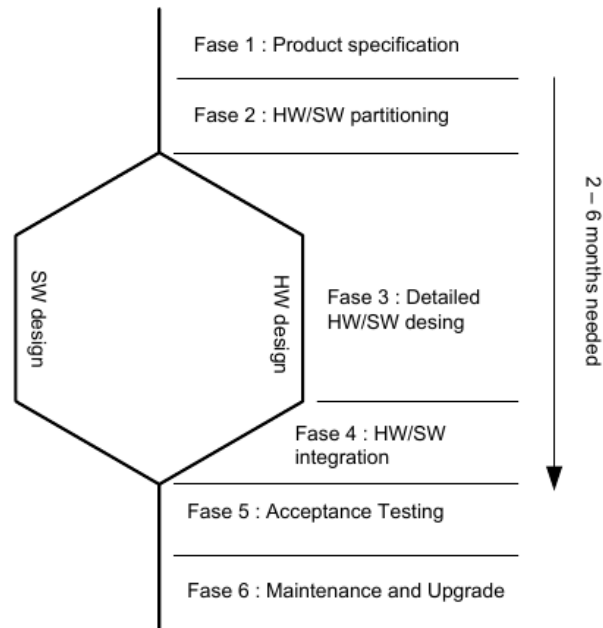 Fase 1 : Product specification
Fase 2 : HW/SW partitioning
SW design
HW design
Fase 3 : Detailed
HW/SW desing
2 – 6 months needed
Fase 4 : HW/SW
integration
Fase 5 : Acceptance Testing
Fase 6 : Maintenance and Upgrade